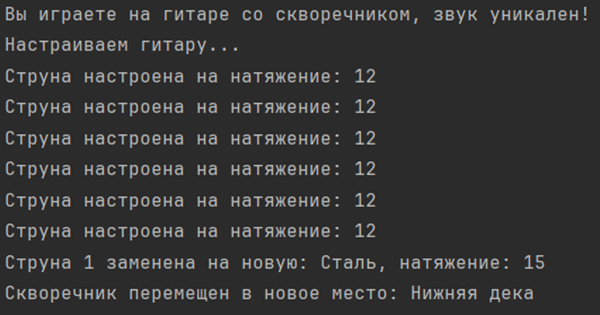 Вы играете на гитаре со скворечником, звук уникален!
Настраиваем гитару...
Струна настроена на натяжение: 12
Струна настроена на натяжение: 12
Струна настроена на натяжение: 12
Струна настроена на натяжение: 12
Струна настроена на натяжение: 12
Струна настроена на натяжение: 12
Струна 1 заменена на новую: Сталь, натяжение: 15
Скворечник перемещен в новое место: Нижняя дека